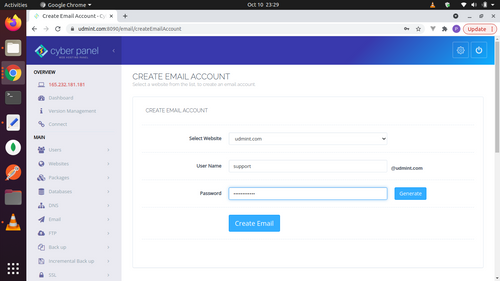 Activities
Google Chrome
Oct 10 23:29
Create Email Account - Cy
udmint.com:8090/email/createEmailAccount
Update
cyber panel
WEB HOSTING PANEL
OVERVIEW
165.232.181.181
Dashboard
Version Management
Connect
MAIN
Users
Websites
Packages
Databases
DNS
Email
FTP
Back up
Incremental Back up
SSL
CREATE EMAIL ACCOUNT
Select a website from the list, to create an email account.
CREATE EMAIL ACCOUNT
Select Website
udmint.com
User Name
support
@udmint.com
Password
Generate
Create Email